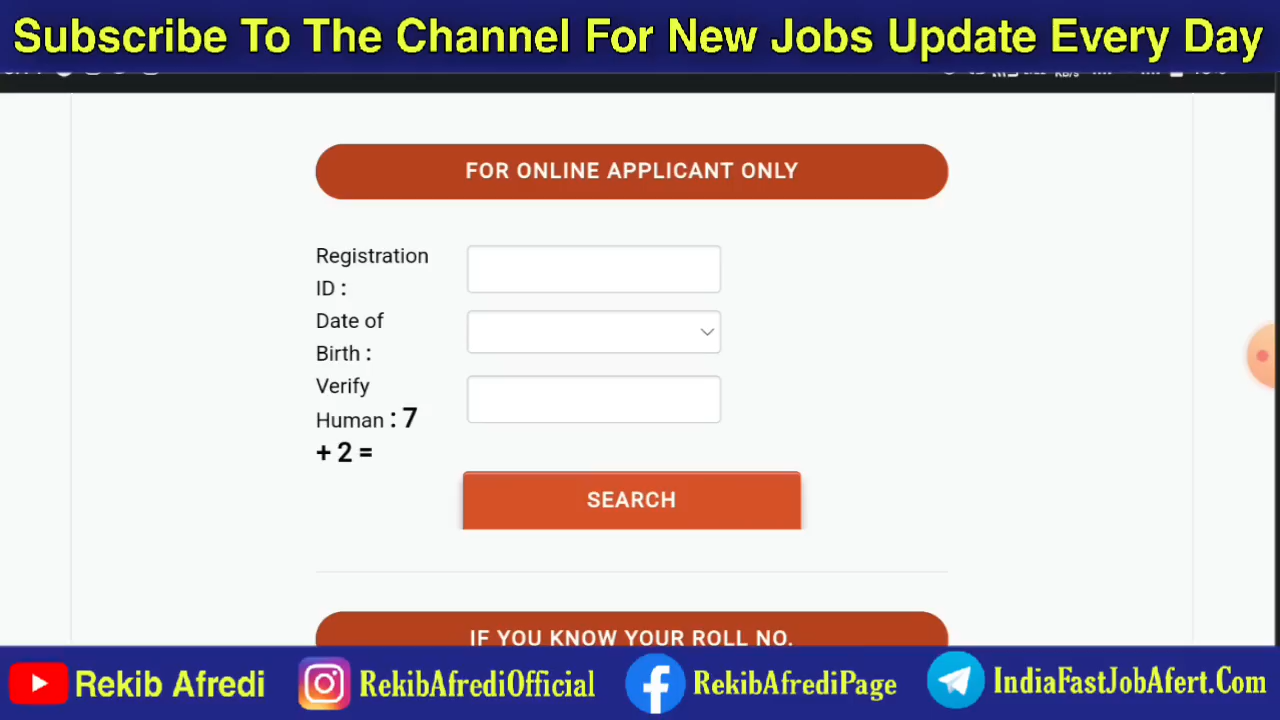 Subscribe To The Channel For New Jobs Update Every Day
KB/s
FOR ONLINE APPLICANT ONLY
Registration
ID :
Date of
Birth :
Verify
Human : 7
+ 2 =
SEARCH
IF YOU KNOW YOUR ROLL NO.
Rekib Afredi RekibAfrediOfficial RekibAfrediPage IndiaFastJobAfert.Com